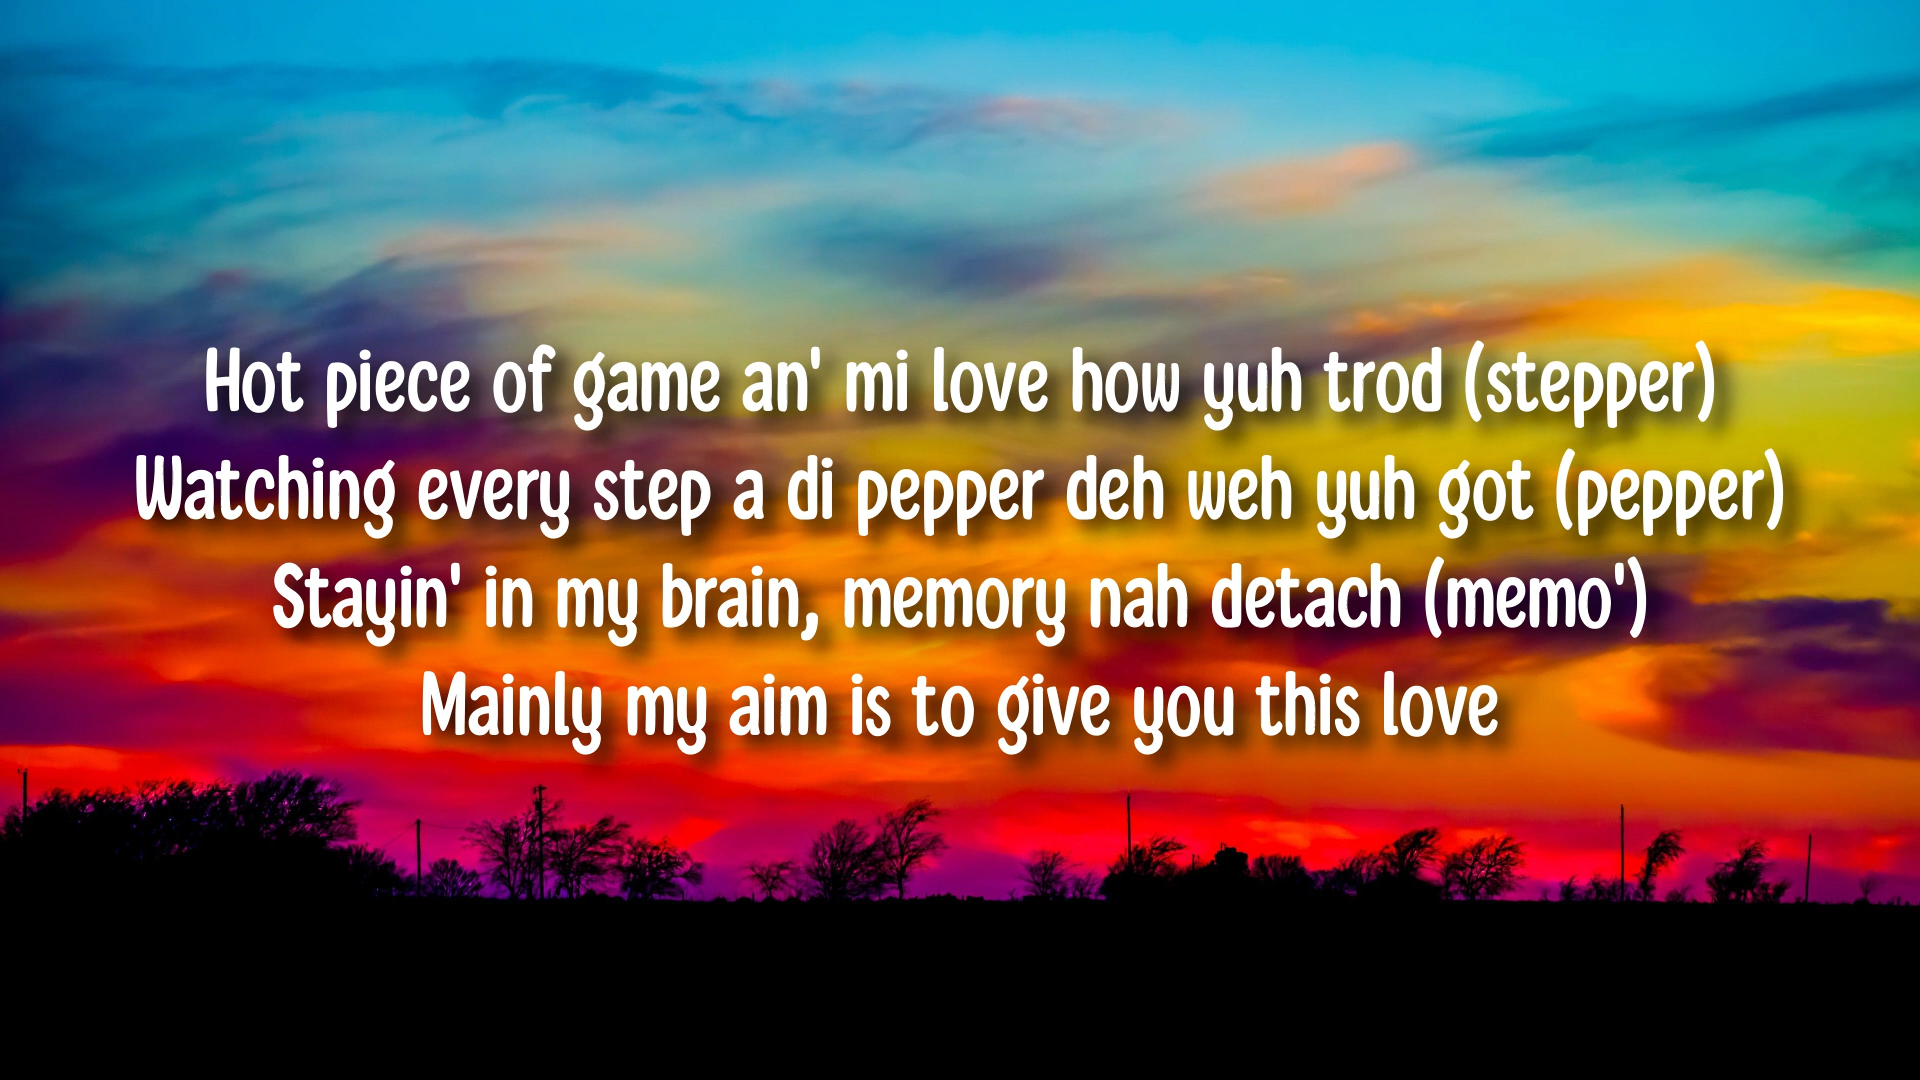 Hot piece of game an' mi love how yuh trod (stepper)
Watching every step a di pepper deh weh yuh got (pepper)
Stayin' in my brain, memory nah detach (memo')
Mainly my aim is to give you this love